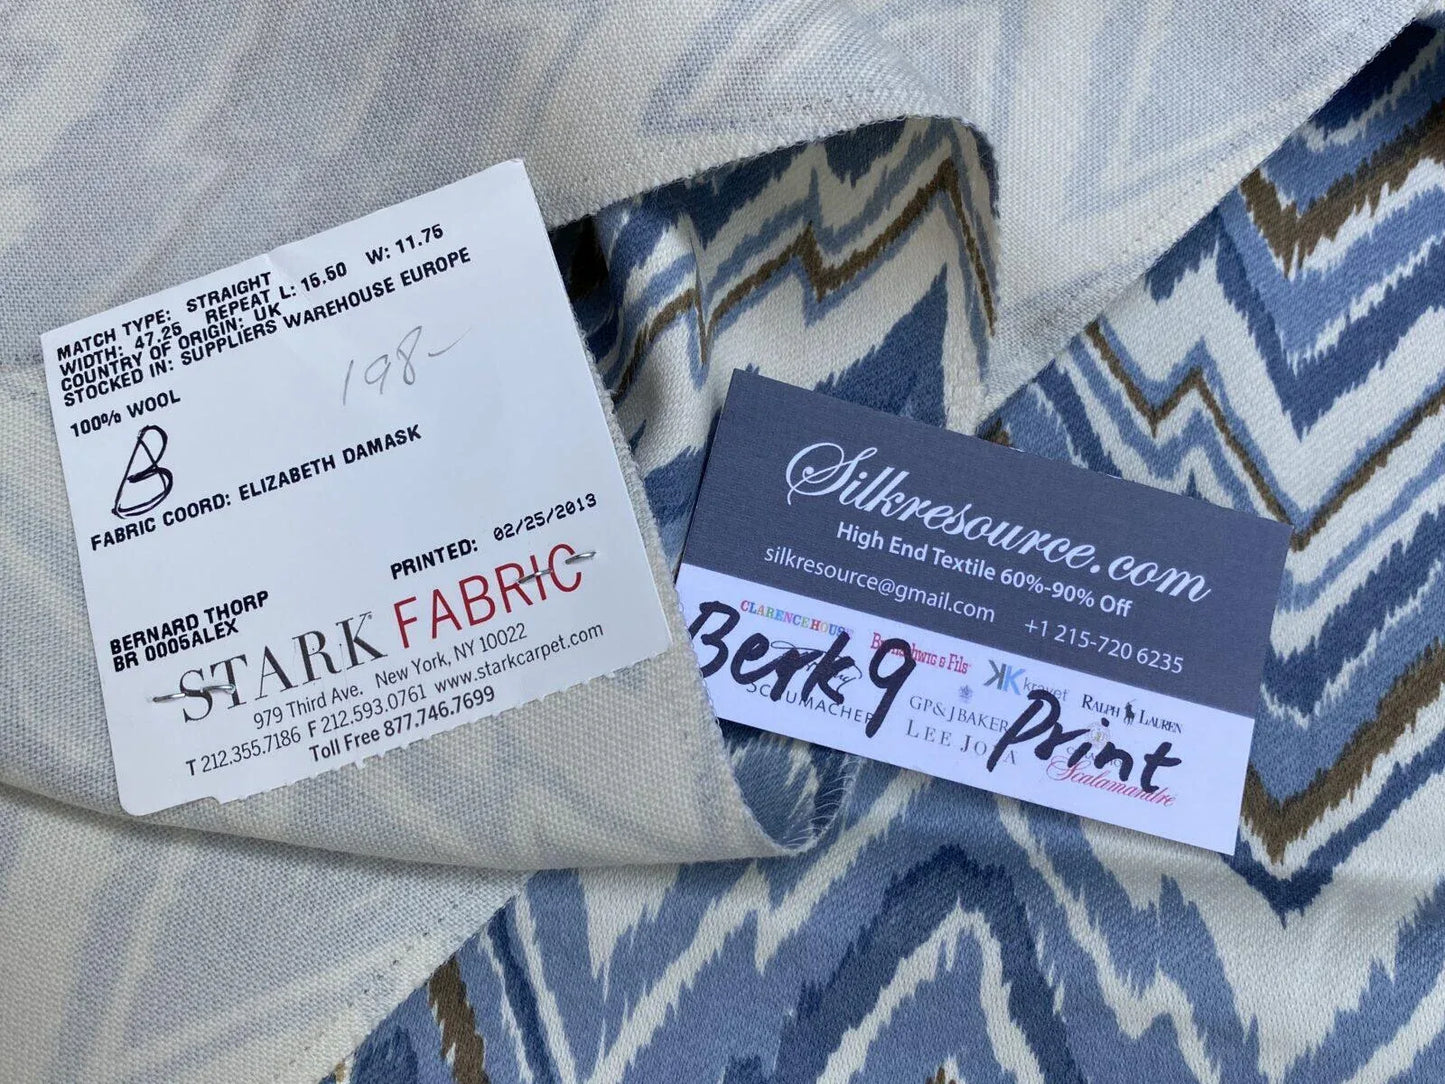 MATCH TYPE: STRAIGHT
WIDTH: 47.25 REPEAT L: 15.50 W: 11.75
COUNTRY OF ORIGIN: UK
STOCKED IN: SUPPLIERS WAREHOUSE EUROPE
198-
100% WOOL
B
FABRIC COORD: ELIZABETH DAMASK
PRINTED: 02/25/2013
BERNARD THORP
BR 0005ALEX
STARK FABRIC
979 Third Ave. New York, NY 10022
T 212.355.7186 F 212.593.0761 www.starkcarpet.com
Toll Free 877.746.7699
Silkresource.com
High End Textile 60%-90% Off
silkresource@gmail.com
+1 215-720 6235
CLARENCE HOUSE
& Fils
kravet
RALPH LAUREN
SCHUMACHER
GP&J BAKER
LEE JOFA
Scalamandré
Berk 9
Print